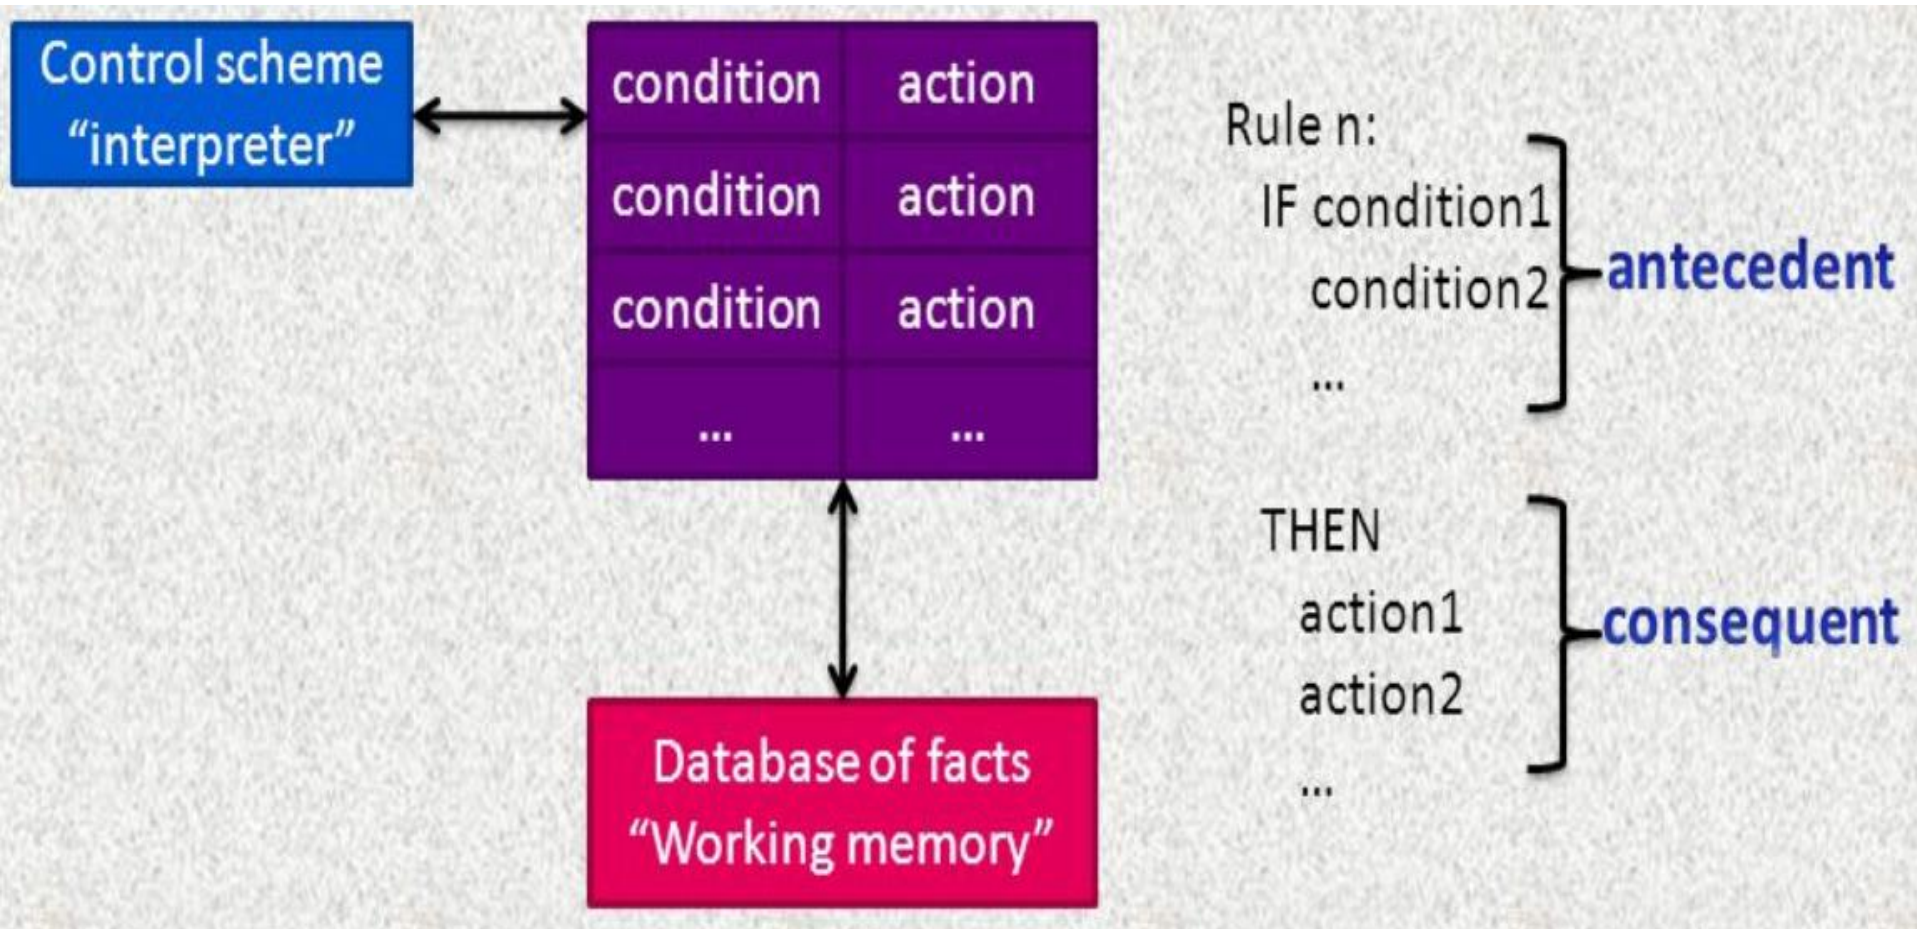 Control scheme
“interpreter”
condition action
condition action
condition action
... ...
Database of facts
“Working memory”
Rule n:
IF condition1
condition2
...
antecedent
THEN
action1
action2
...
consequent